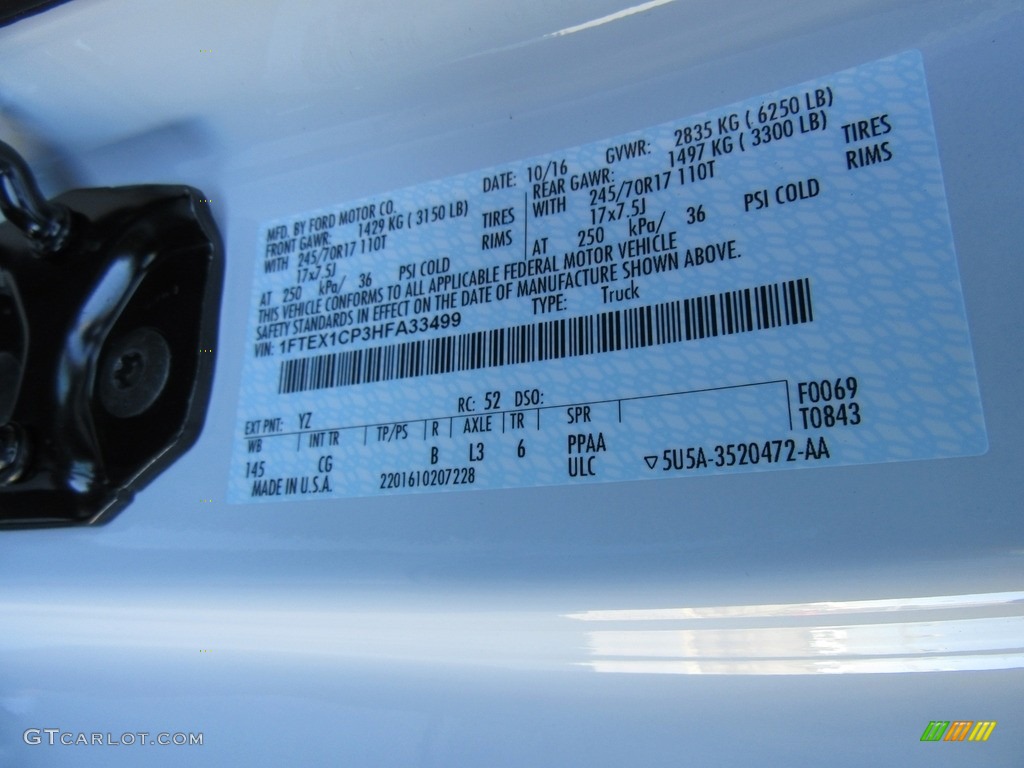 MFD. BY FORD MOTOR CO. DATE: 10/16 GVWR: 2835 KG ( 6250 LB)
FRONT GAWR: 1429 KG ( 3150 LB) REAR GAWR: 1497 KG ( 3300 LB)
WITH 245/70R17 110T TIRES WITH 245/70R17 110T TIRES
17x7.5J RIMS 17x7.5J RIMS
AT 250 kPa/ 36 PSI COLD AT 250 kPa/ 36 PSI COLD
THIS VEHICLE CONFORMS TO ALL APPLICABLE FEDERAL MOTOR VEHICLE
SAFETY STANDARDS IN EFFECT ON THE DATE OF MANUFACTURE SHOWN ABOVE.
VIN: 1FTEX1CP3HFA33499 TYPE: Truck
EXT PNT: YZ RC: 52 DSO: F0069
WB INT TR TP/PS R AXLE TR SPR T0843
145 CG B L3 6 PPAA
MADE IN U.S.A. 2201610207228 ULC ▽5U5A-3520472-AA
GTCARLOT.COM